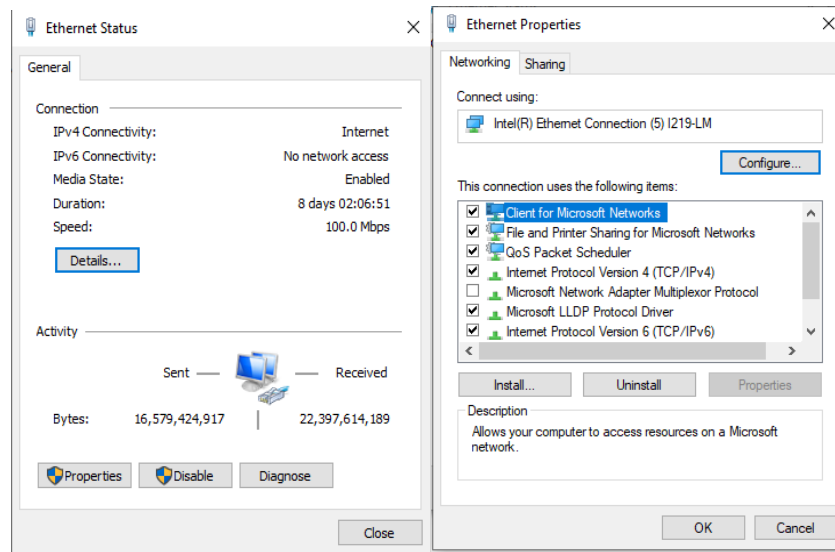 Ethernet Status
General
Connection
IPv4 Connectivity: Internet
IPv6 Connectivity: No network access
Media State: Enabled
Duration: 8 days 02:06:51
Speed: 100.0 Mbps
Details...
Activity
Sent Received
Bytes: 16,579,424,917 22,397,614,189
Properties Disable Diagnose
Close
Ethernet Properties
Networking Sharing
Connect using:
Intel(R) Ethernet Connection (5) I219-LM
Configure...
This connection uses the following items:
Client for Microsoft Networks
File and Printer Sharing for Microsoft Networks
QoS Packet Scheduler
Internet Protocol Version 4 (TCP/IPv4)
Microsoft Network Adapter Multiplexor Protocol
Microsoft LLDP Protocol Driver
Internet Protocol Version 6 (TCP/IPv6)
Install... Uninstall Properties
Description
Allows your computer to access resources on a Microsoft
network.
OK Cancel